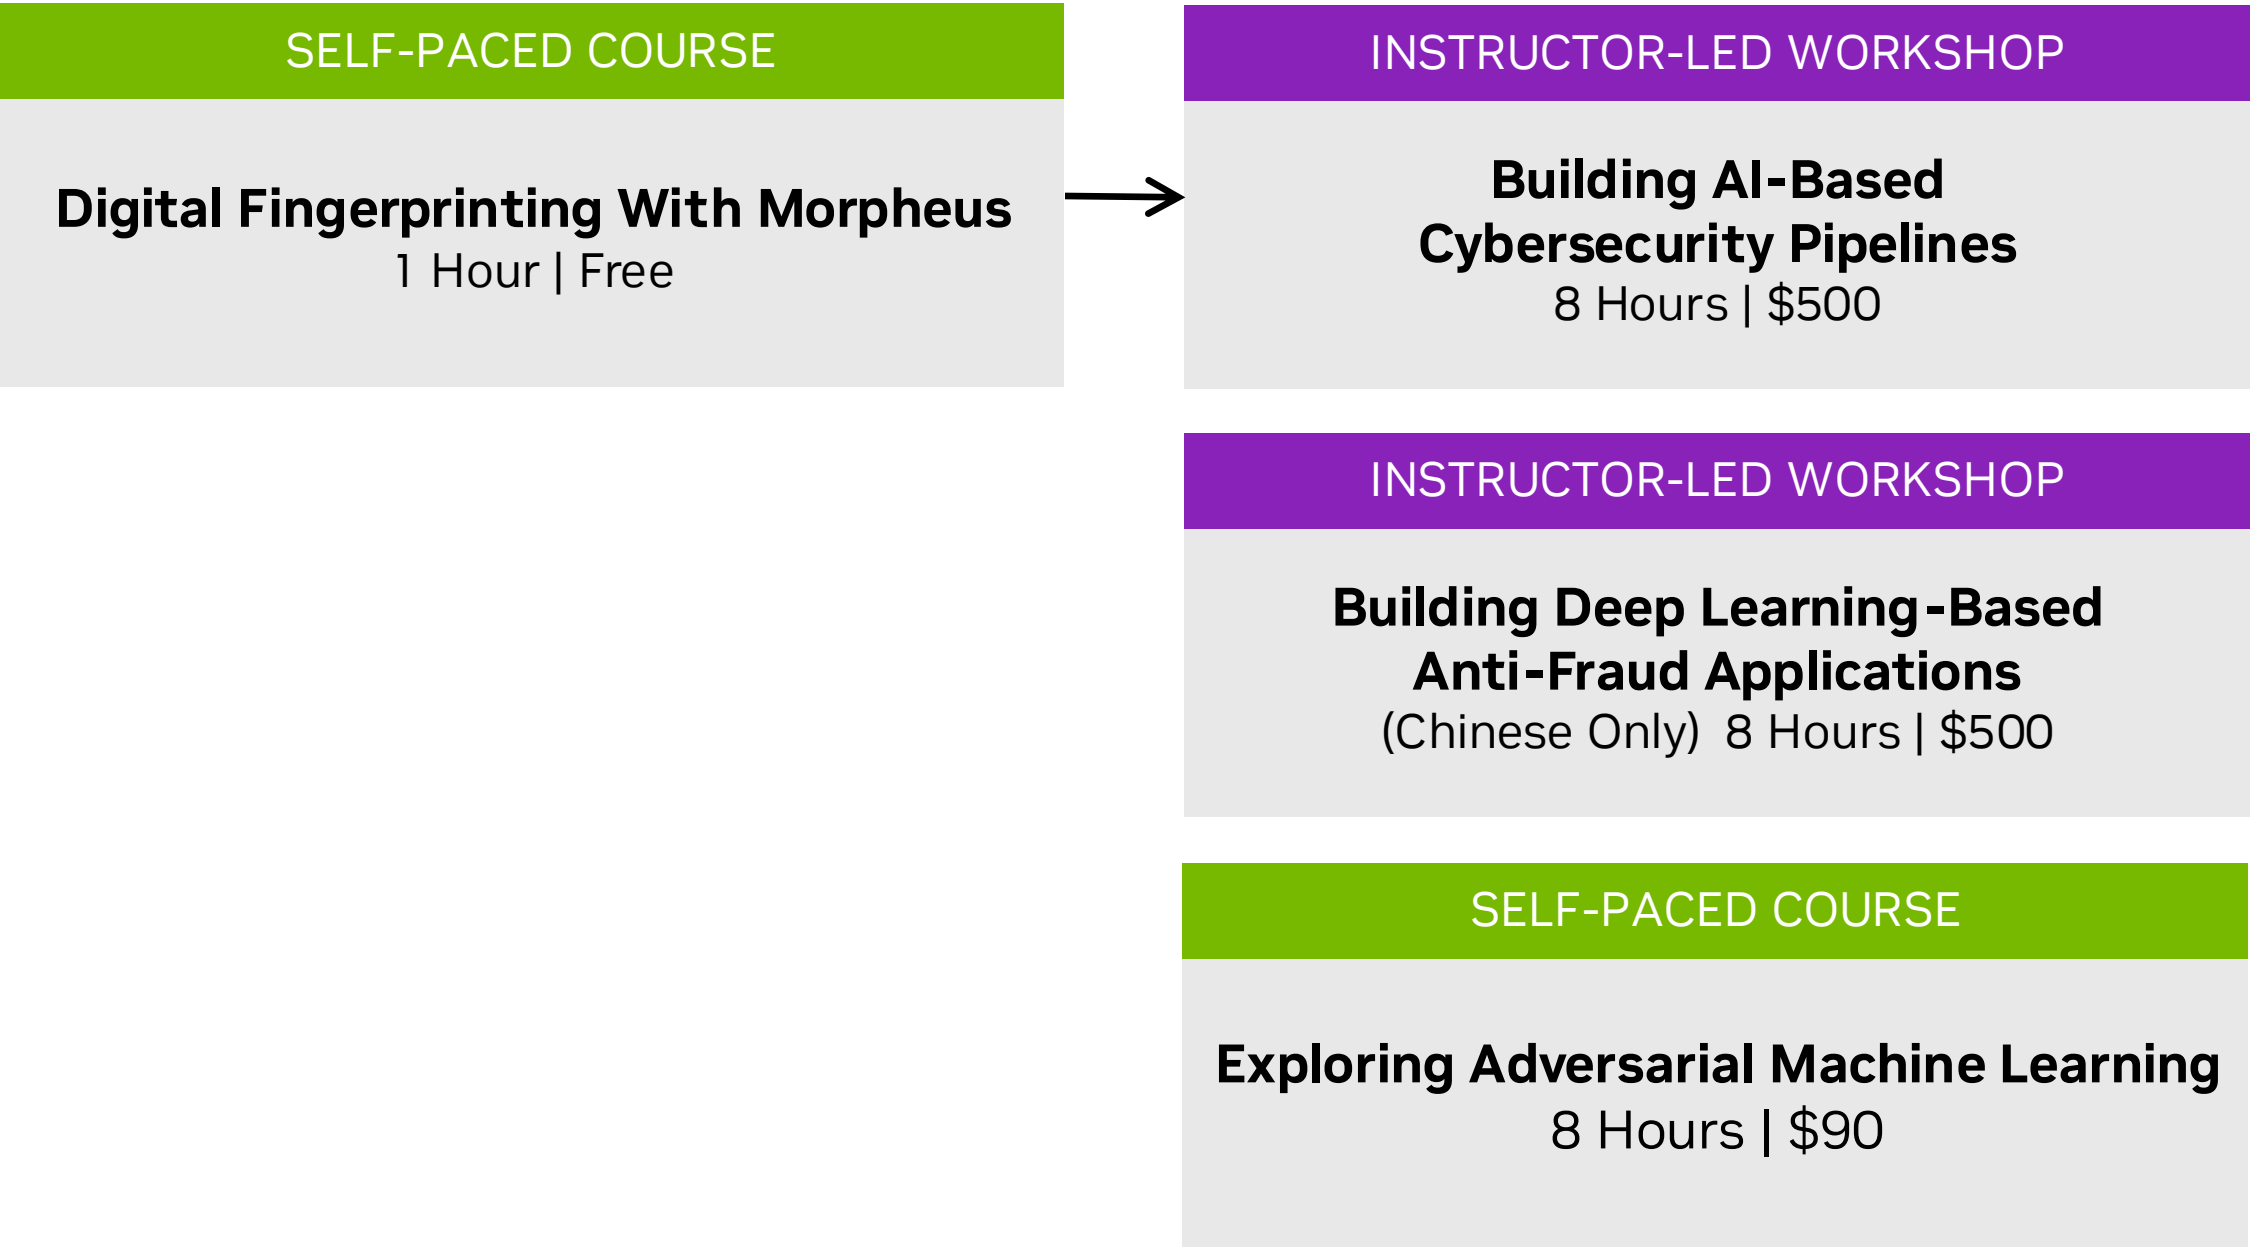 SELF-PACED COURSE
Digital Fingerprinting With Morpheus
1 Hour | Free
INSTRUCTOR-LED WORKSHOP
Building AI-Based
Cybersecurity Pipelines
8 Hours | $500
INSTRUCTOR-LED WORKSHOP
Building Deep Learning-Based
Anti-Fraud Applications
(Chinese Only) 8 Hours | $500
SELF-PACED COURSE
Exploring Adversarial Machine Learning
8 Hours | $90